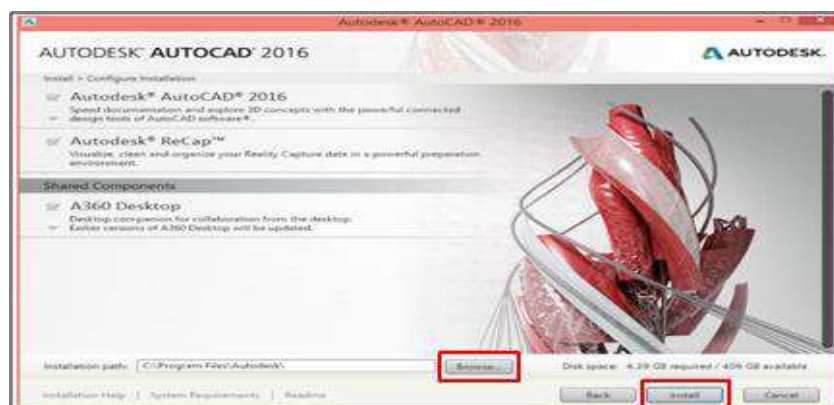 Autodesk® AutoCAD® 2016
AUTODESK® AUTOCAD® 2016
AUTODESK.
Install > Configure Installation
Autodesk® AutoCAD® 2016
Speed documentation and explore 3D concepts with the powerful connected
design tools of AutoCAD software®.
Autodesk® ReCap™
Visualize, clean and organize your Reality Capture data in a powerful preparation
environment.
Shared Components
A360 Desktop
Desktop companion for collaboration from the desktop.
Earlier versions of A360 Desktop will be updated.
Installation path: C:\Program Files\Autodesk\ Browse... Disk space: 4.39 GB required / 406 GB available
Installation Help | System Requirements | Readme Back Install Cancel